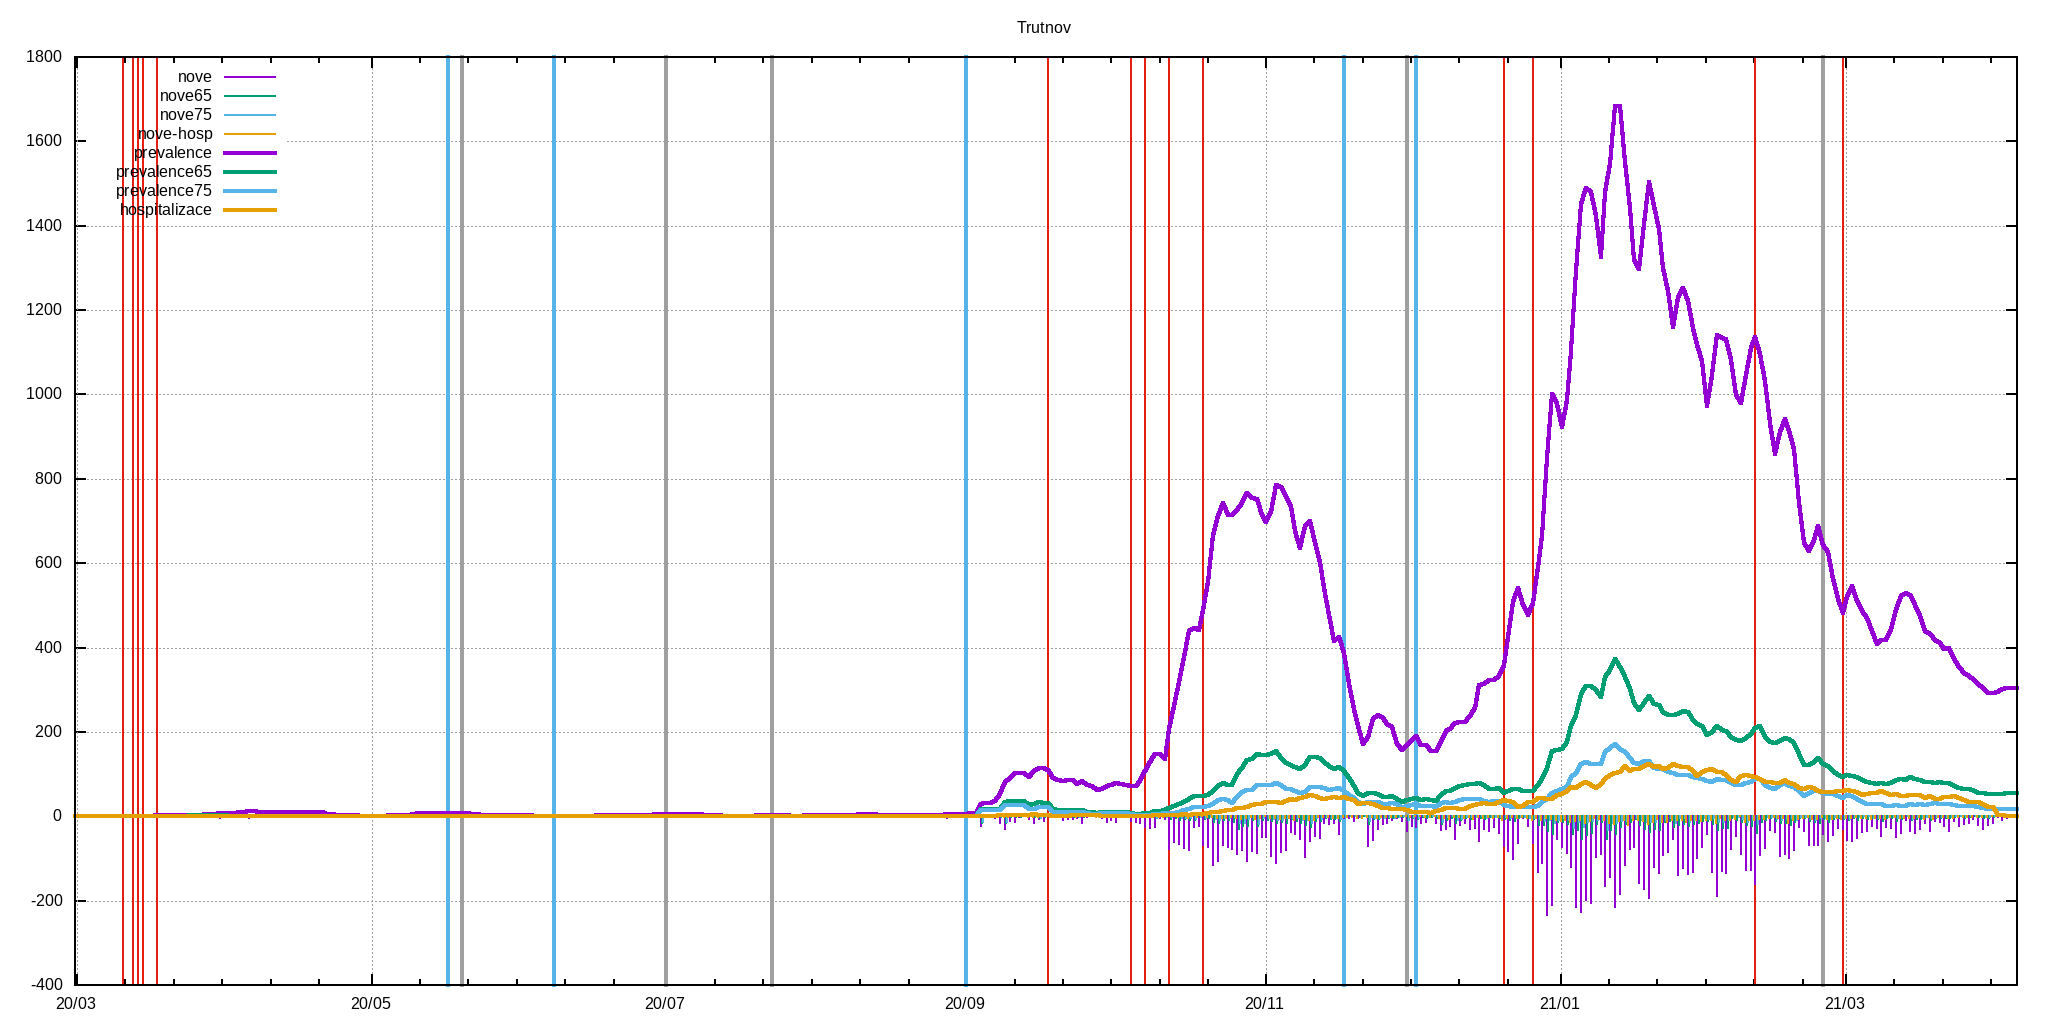 Trutnov
1800
1600
1400
1200
1000
800
600
400
200
0
-200
-400
nove
nove65
nove75
nove-hosp
prevalence
prevalence65
prevalence75
hospitalizace
20/03 20/05 20/07 20/09 20/11 21/01 21/03